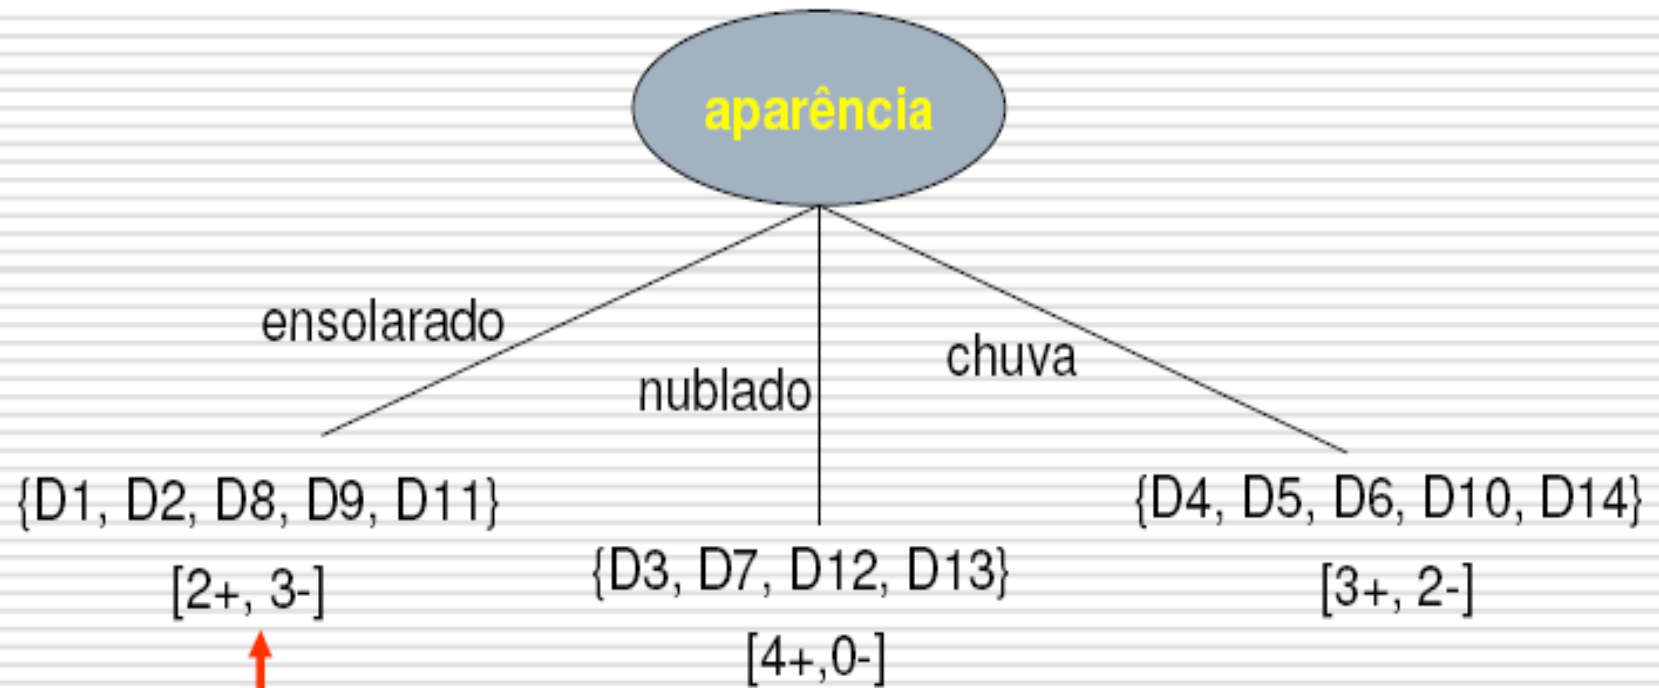 aparência
ensolarado
nublado
chuva
{D1, D2, D8, D9, D11}
[2+, 3-]
{D3, D7, D12, D13}
[4+,0-]
{D4, D5, D6, D10, D14}
[3+, 2-]